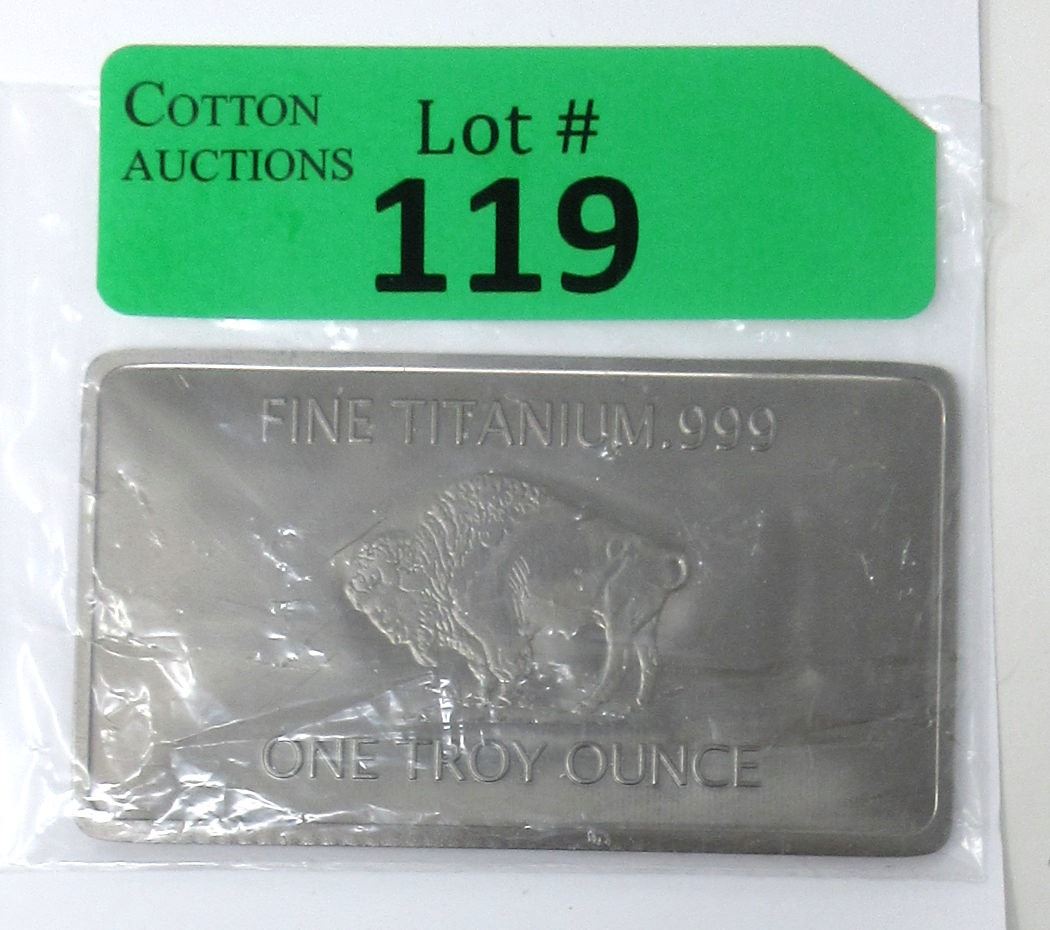 COTTON
AUCTIONS
Lot #
119
FINE TITANIUM.999
ONE TROY OUNCE